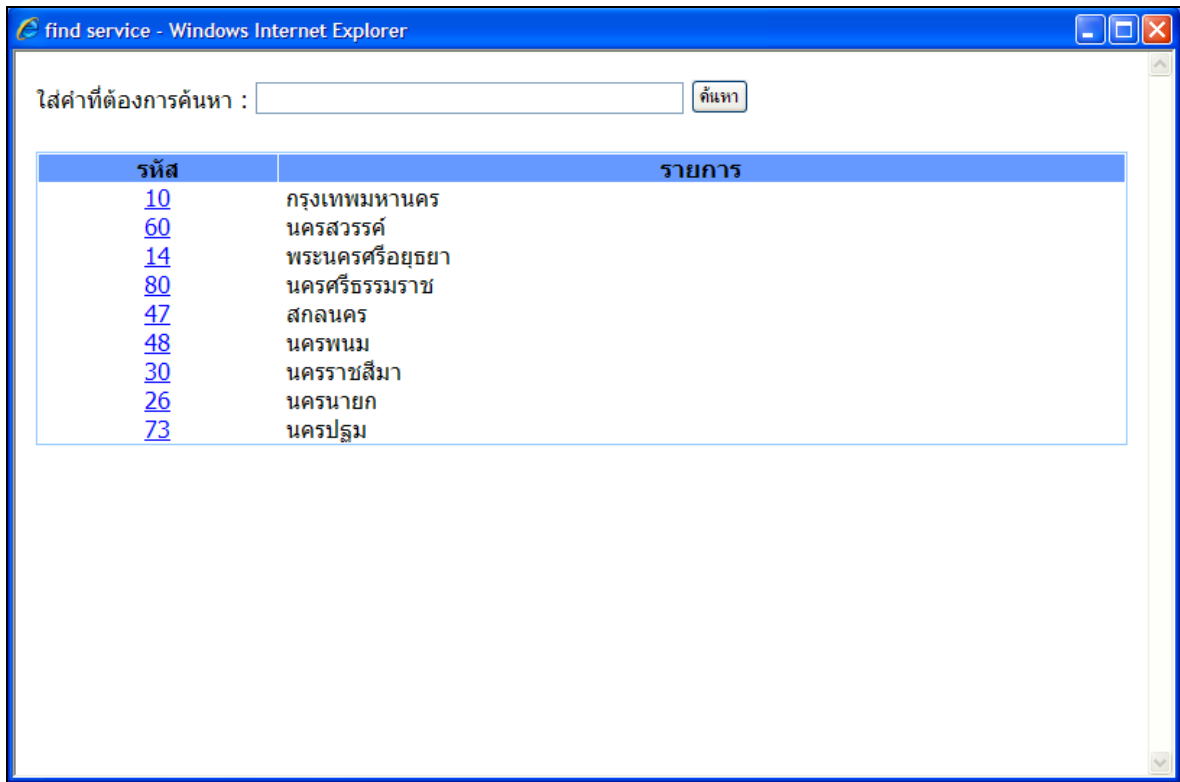 find service - Windows Internet Explorer
ใส่คำที่ต้องการค้นหา : ค้นหา
รหัส รายการ
10 กรุงเทพมหานคร
60 นครสวรรค์
14 พระนครศรีอยุธยา
80 นครศรีธรรมราช
47 สกลนคร
48 นครพนม
30 นครราชสีมา
26 นครนายก
73 นครปฐม